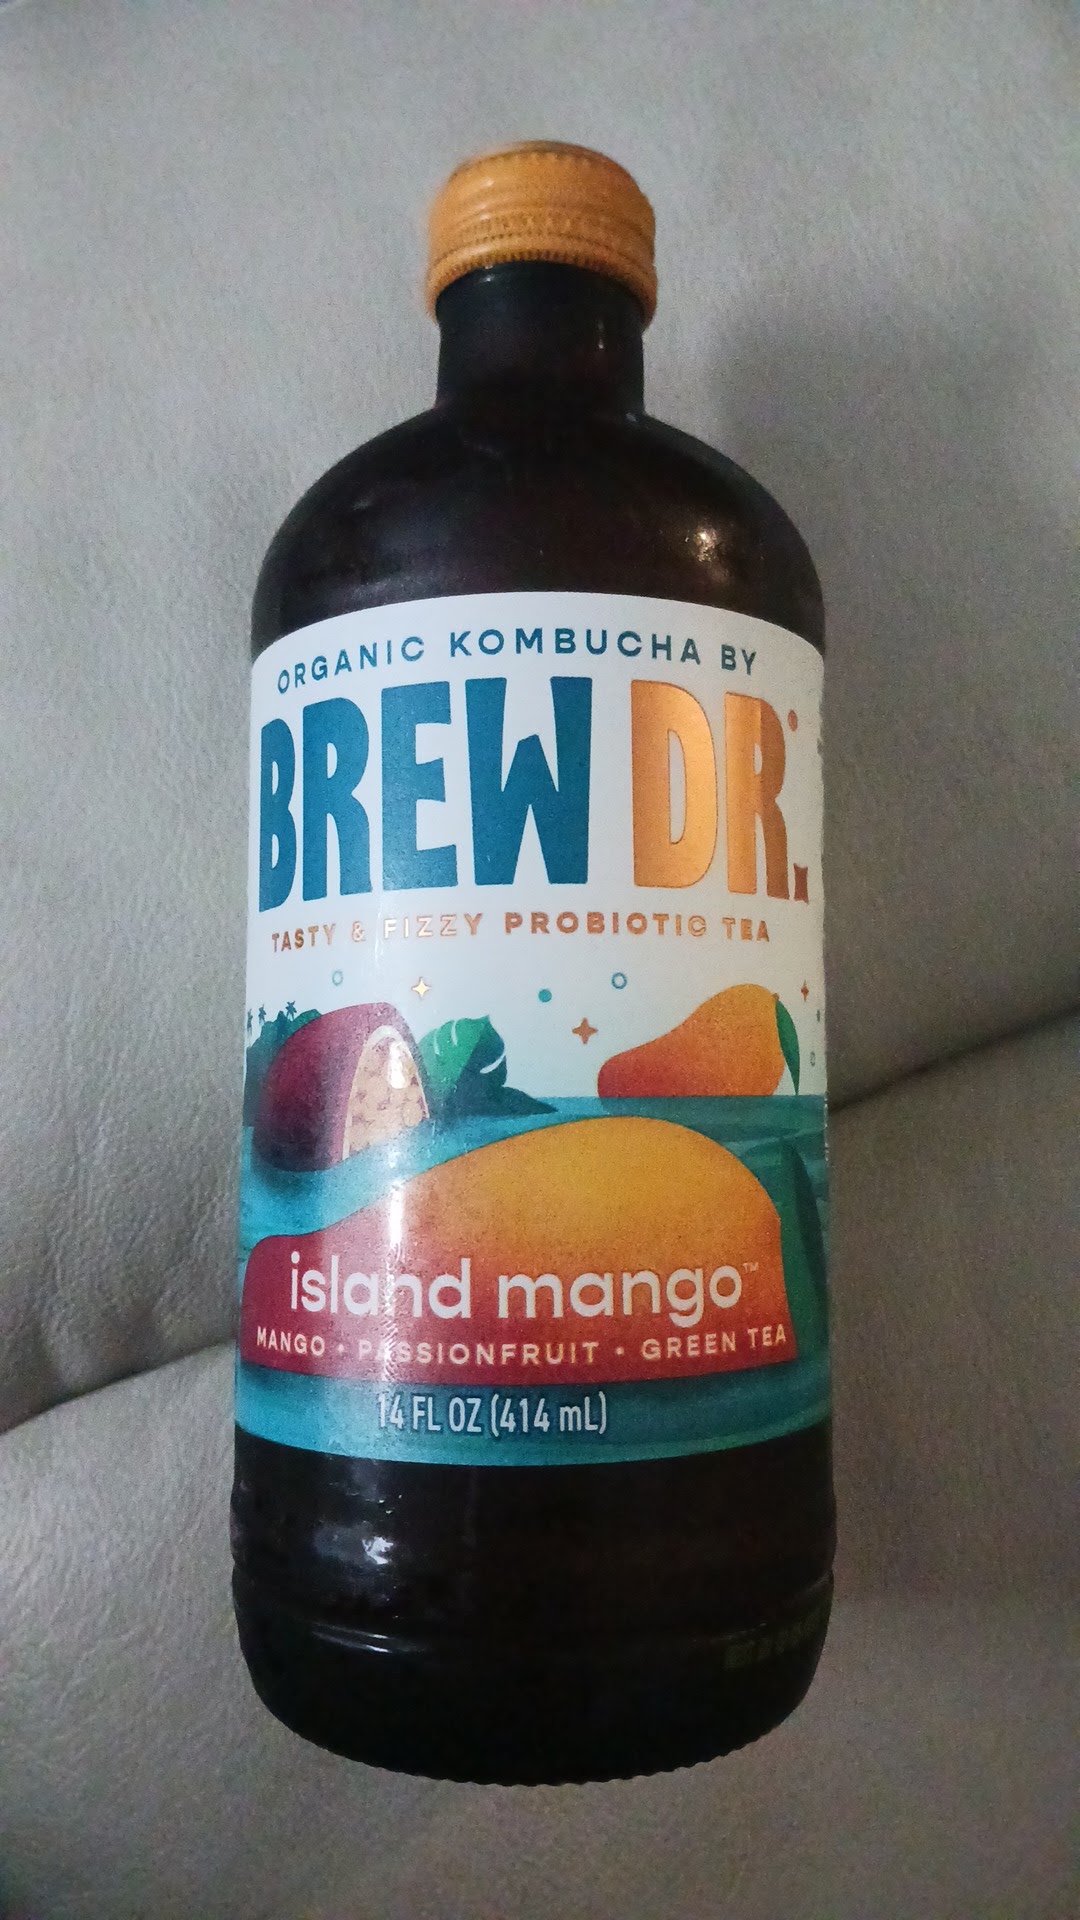 ORGANIC KOMBUCHA BY
BREW DR.
TASTY & FIZZY PROBIOTIC TEA
island mango™
MANGO • PASSIONFRUIT • GREEN TEA
14 FL OZ (414 mL)